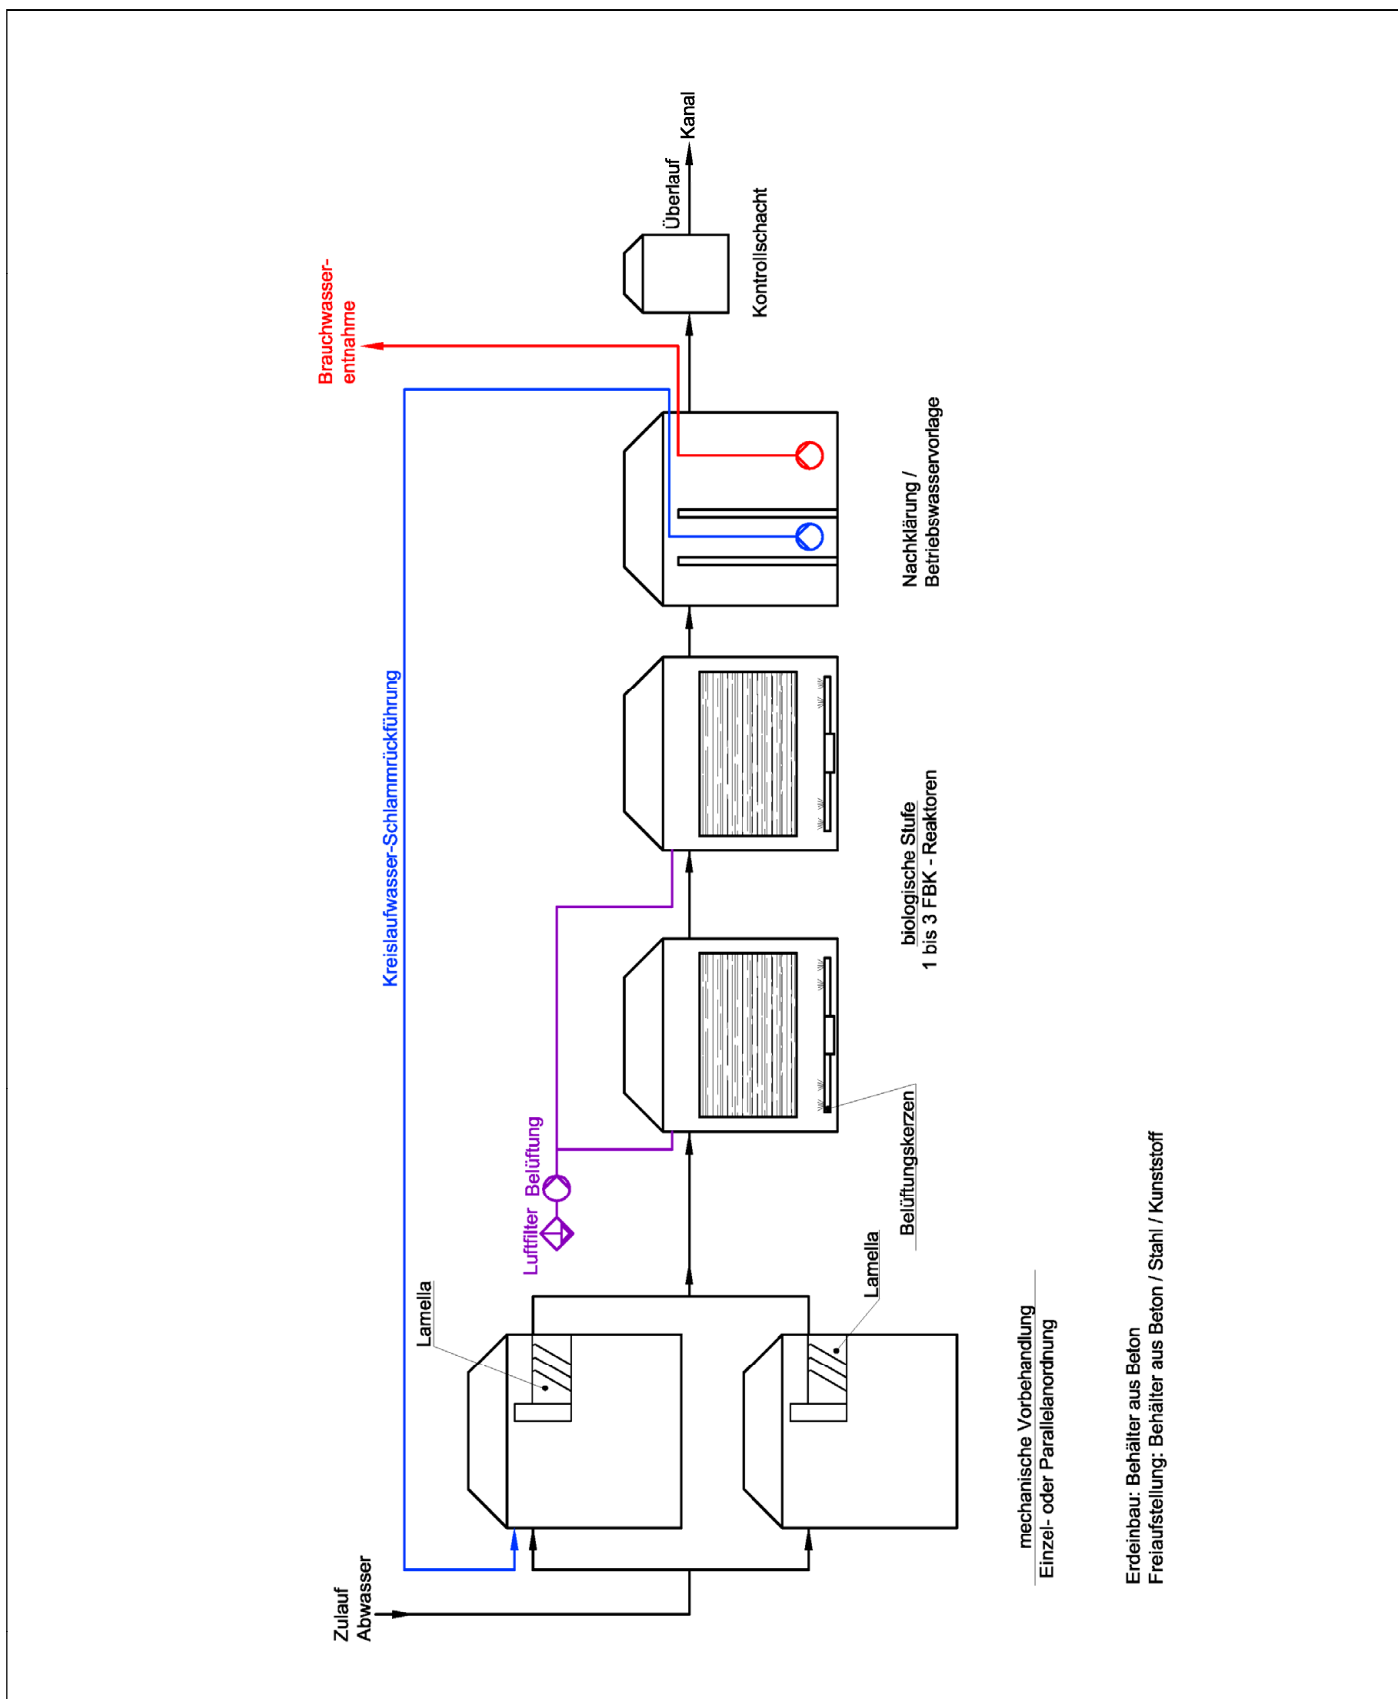 Zulauf
Abwasser
Kreislaufwasser-Schlammrückführung
Brauchwasser-
entnahme
Lamella
Luftfilter Belüftung
Überlauf
Kanal
Kontrollschacht
Lamella
Belüftungskerzen
biologische Stufe
1 bis 3 FBK - Reaktoren
Nachklärung /
Betriebswasservorlage
mechanische Vorbehandlung
Einzel- oder Parallelanordnung
Erdeinbau: Behälter aus Beton
Freiaufstellung: Behälter aus Beton / Stahl / Kunststoff